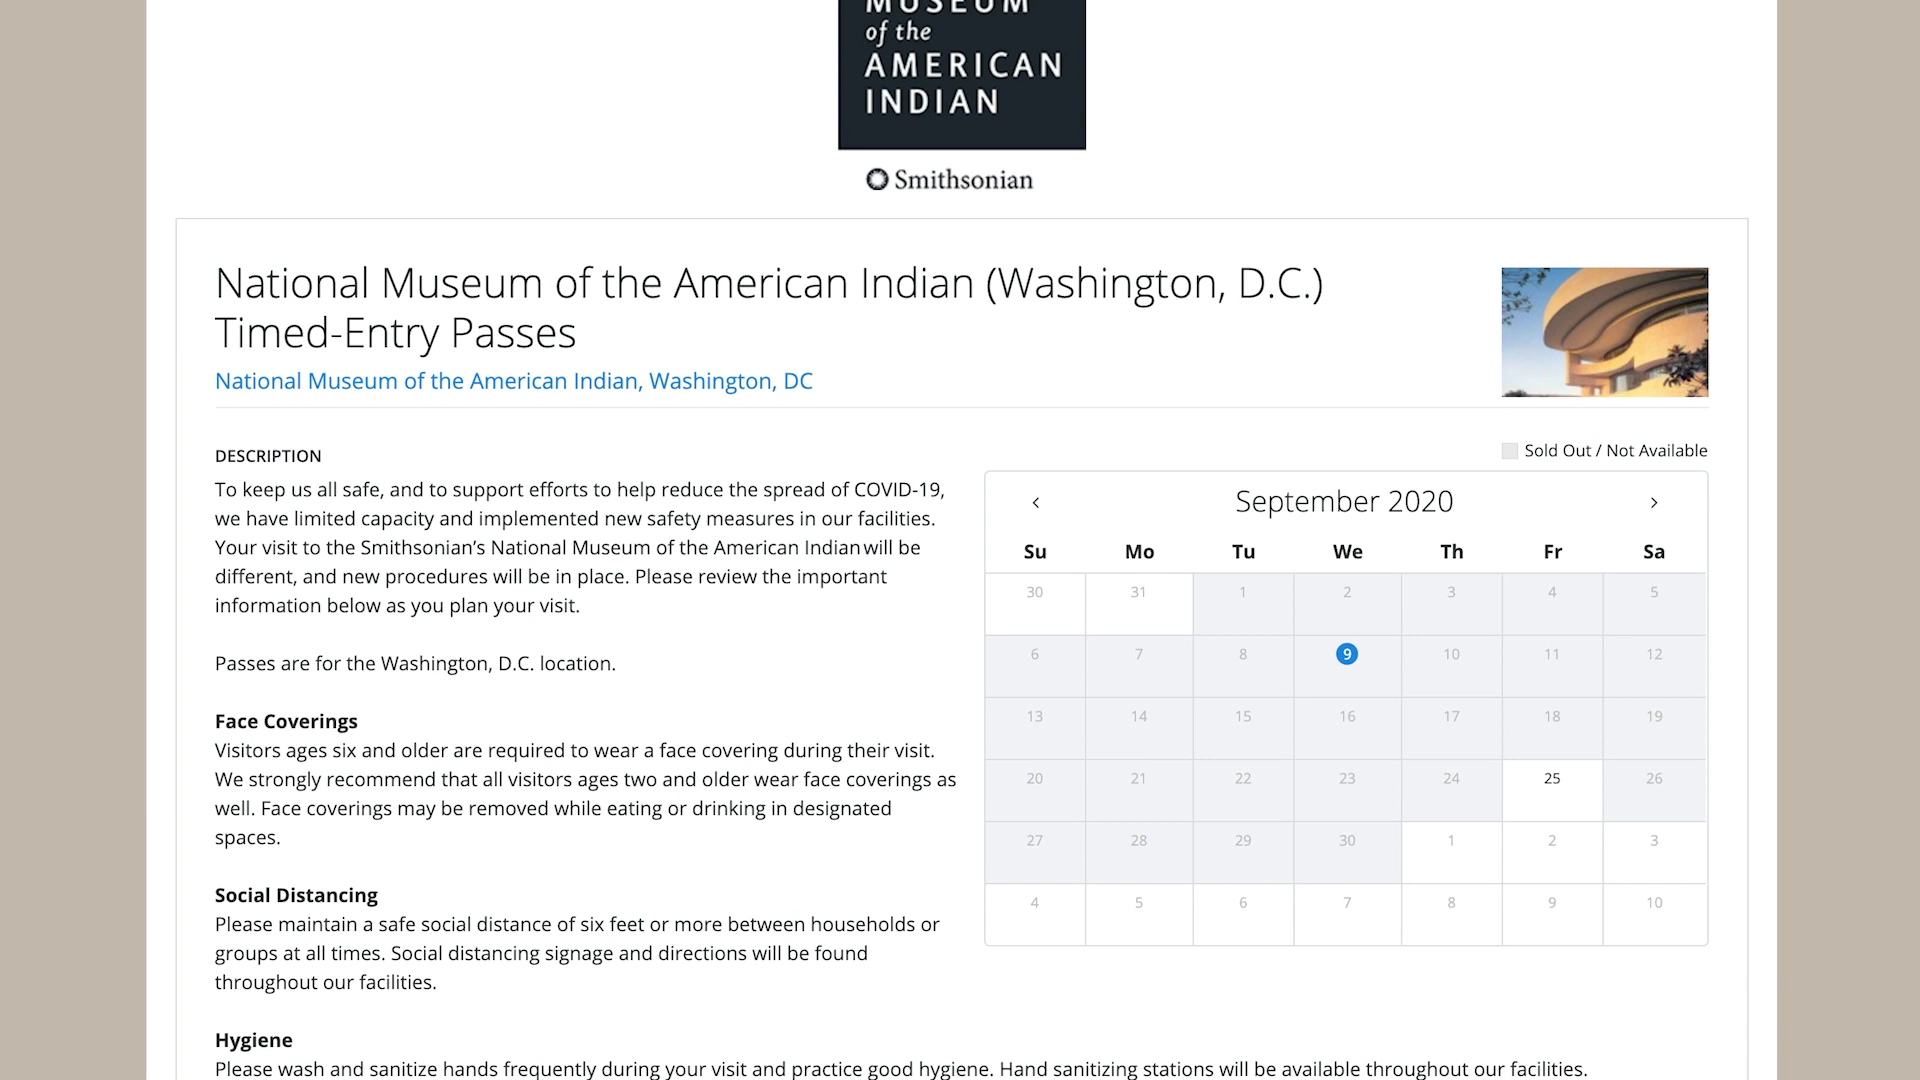 MUSEUM
of the
AMERICAN
INDIAN
Smithsonian
National Museum of the American Indian (Washington, D.C.)
Timed-Entry Passes
National Museum of the American Indian, Washington, DC
DESCRIPTION
To keep us all safe, and to support efforts to help reduce the spread of COVID-19,
we have limited capacity and implemented new safety measures in our facilities.
Your visit to the Smithsonian’s National Museum of the American Indian will be
different, and new procedures will be in place. Please review the important
information below as you plan your visit.
Passes are for the Washington, D.C. location.
Face Coverings
Visitors ages six and older are required to wear a face covering during their visit.
We strongly recommend that all visitors ages two and older wear face coverings as
well. Face coverings may be removed while eating or drinking in designated
spaces.
Social Distancing
Please maintain a safe social distance of six feet or more between households or
groups at all times. Social distancing signage and directions will be found
throughout our facilities.
Hygiene
Please wash and sanitize hands frequently during your visit and practice good hygiene. Hand sanitizing stations will be available throughout our facilities.
Sold Out / Not Available
‹ September 2020 ›
Su Mo Tu We Th Fr Sa
30 31 1 2 3 4 5
6 7 8 9 10 11 12
13 14 15 16 17 18 19
20 21 22 23 24 25 26
27 28 29 30 1 2 3
4 5 6 7 8 9 10